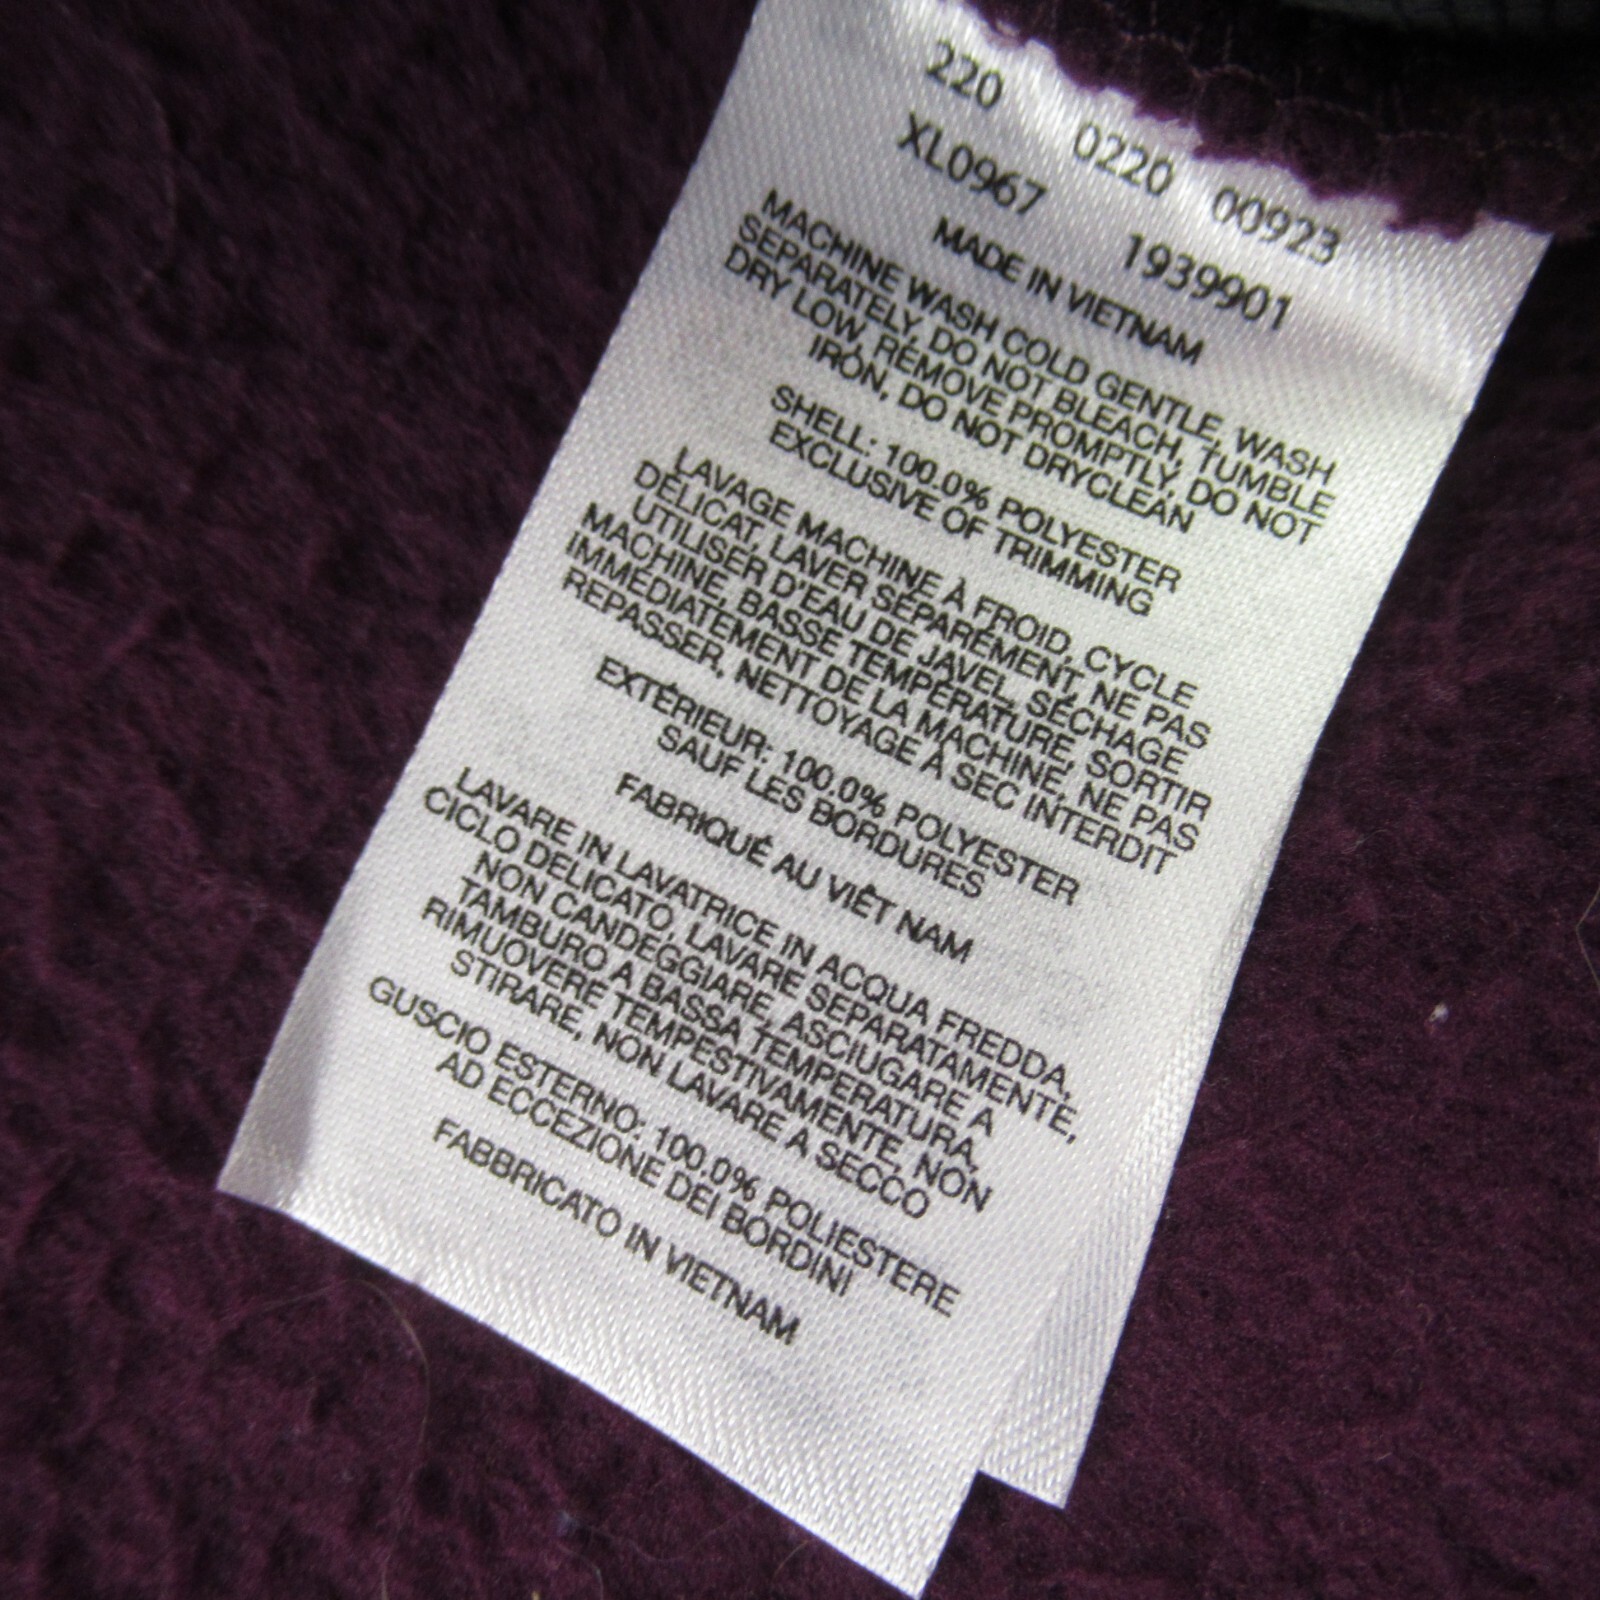 220 0220 00923
XL0967 1939901
MADE IN VIETNAM
MACHINE WASH COLD GENTLE, WASH
SEPARATELY, DO NOT BLEACH, TUMBLE
DRY LOW, REMOVE PROMPTLY, DO NOT
IRON, DO NOT DRYCLEAN
SHELL: 100.0% POLYESTER
EXCLUSIVE OF TRIMMING
LAVAGE MACHINE À FROID, CYCLE
DÉLICAT, LAVER SÉPARÉMENT, NE PAS
UTILISER D'EAU DE JAVEL, SÉCHAGE
MACHINE, BASSE TEMPÉRATURE, SORTIR
IMMÉDIATEMENT DE LA MACHINE, NE PAS
REPASSER, NETTOYAGE À SEC INTERDIT
EXTÉRIEUR: 100.0% POLYESTER
SAUF LES BORDURES
FABRIQUÉ AU VIÊT NAM
LAVARE IN LAVATRICE IN ACQUA FREDDA,
CICLO DELICATO, LAVARE SEPARATAMENTE,
NON CANDEGGIARE, ASCIUGARE A
TAMBURO A BASSA TEMPERATURA,
RIMUOVERE TEMPESTIVAMENTE, NON
STIRARE, NON LAVARE A SECCO
GUSCIO ESTERNO: 100.0% POLIESTERE
AD ECCEZIONE DEI BORDINI
FABBRICATO IN VIETNAM